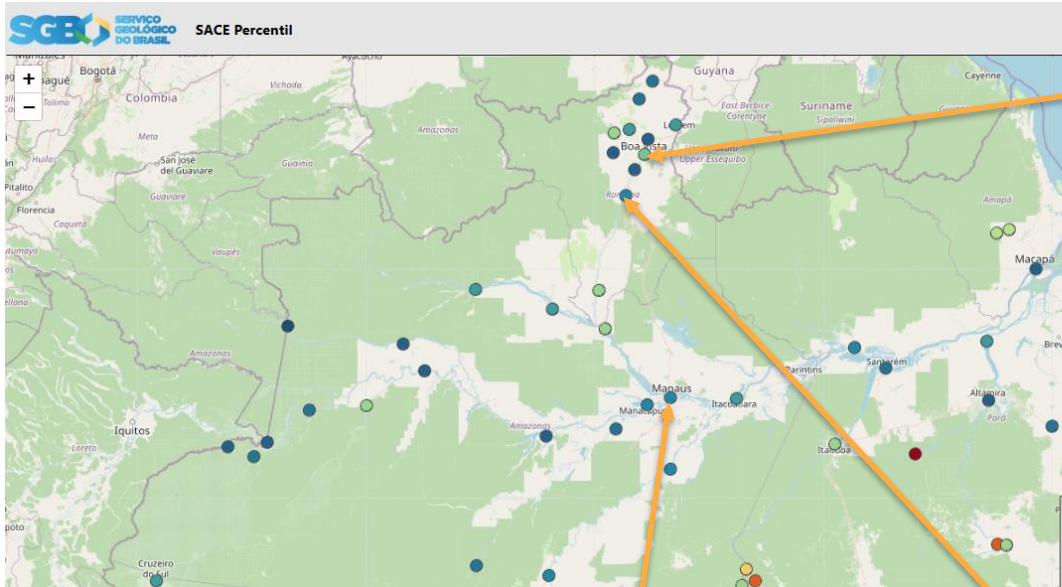 SGB SERVIÇO
GEOLÓGICO
DO BRASIL
SACE Percentil
+
−
Bogotá
Ayacucho
Vichada
Guyana
Cayenne
Tolima
Colombia
East Berbice
Corentyne
Suriname
Sipaliwini
Meta
Amazonas
Boa Vista
Upper Essequibo
San José
del Guaviare
Huila
Guainía
Pitalito
Guaviare
Amapá
Florencia
Caquetá
Vaupés
Macapá
Amazonas
Santarém
Parintins
Manaus
Altamira
Itacoatiara
Pará
Iquitos
Amazonas
Loreto
Itaituba
Cruzeiro
do Sul